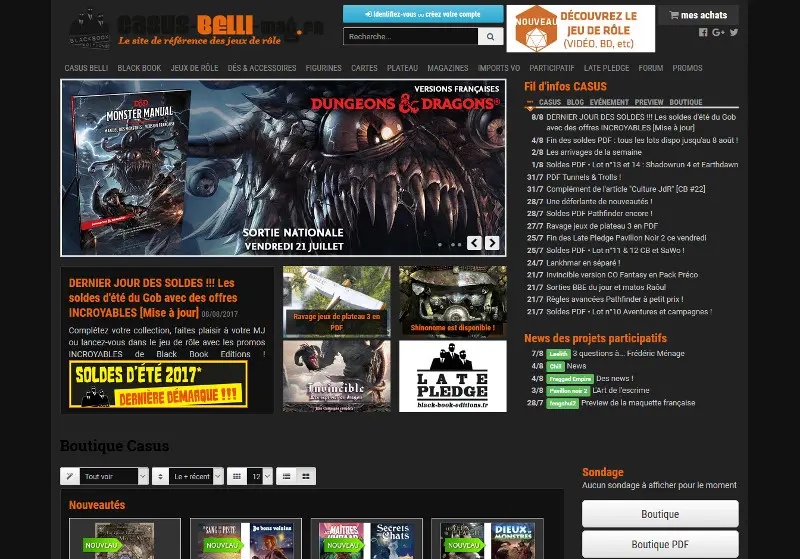 CASUS-BELLI-mag.FR
BLACKBOOK
EDITIONS
Le site de référence des jeux de rôle
Identifiez-vous ou créez votre compte
Recherche...
NOUVEAU
DÉCOUVREZ LE JEU DE RÔLE
(VIDÉO, BD, etc)
mes achats
CASUS BELLI BLACK BOOK JEUX DE RÔLE DÉS & ACCESSOIRES FIGURINES CARTES PLATEAU MAGAZINES IMPORTS VO PARTICIPATIF LATE PLEDGE FORUM PROMOS
VERSIONS FRANÇAISES
DUNGEONS & DRAGONS®
D&D
MONSTER MANUAL
SORTIE NATIONALE
VENDREDI 21 JUILLET
Fil d'infos CASUS
CASUS BLOG EVÉNEMENT PREVIEW BOUTIQUE
8/8 DERNIER JOUR DES SOLDES !!! Les soldes d'été du Gob
avec des offres INCROYABLES [Mise à jour]
4/8 Fin des soldes PDF : tous les lots dispo jusqu'au 8 août !
2/8 Les arrivages de la semaine
1/8 Soldes PDF • Lot n°13 et 14 : Shadowrun 4 et Earthdawn
31/7 PDF Tunnels & Trolls !
31/7 Complément de l'article "Culture JdR" [CB #22]
28/7 Une déferlante de nouveautés !
28/7 Soldes PDF Pathfinder encore !
27/7 Ravage jeux de plateau 3 en PDF
25/7 Fin des Late Pledge Pavillon Noir 2 ce vendredi
25/7 Soldes PDF • Lot n°11 & 12 CB et SaWo !
24/7 Lankhmar en séparé !
21/7 Invincible version CO Fantasy en Pack Préco
21/7 Sorties BBE du jour et matos Raôul
21/7 Règles avancées Pathfinder à petit prix !
21/7 Soldes PDF • Lot n°10 Aventures et campagnes !
DERNIER JOUR DES SOLDES !!! Les
soldes d'été du Gob avec des offres
INCROYABLES [Mise à jour] 08/08/2017
Complétez votre collection, faites plaisir à votre MJ
ou lancez-vous dans le jeu de rôle avec les promos
INCROYABLES de Black Book Editions !
SOLDES D'ÉTÉ 2017*
DERNIÈRE DÉMARQUE !!!
Ravage jeux de plateau 3 en
PDF
Shinonome est disponible !
Invincible
LATE
PLEDGE
black-book-editions.fr
News des projets participatifs
7/8 3 questions à... Frédéric Ménage
4/8 Chill News
4/8 Fragged Empire Des news !
3/8 Pavillon noir 2 L'Art de l'escrime
28/7 fengshui2 Preview de la maquette française
Boutique Casus
Tout voir
Le + récent
12
Sondage
Aucun sondage à afficher pour le moment
Boutique
Boutique PDF
Nouveautés
NOUVEAU
NOUVEAU
Je bons voleins
NOUVEAU
MAÎTRES
Secrets
Chats
NOUVEAU
DIEUX
MONSTRES